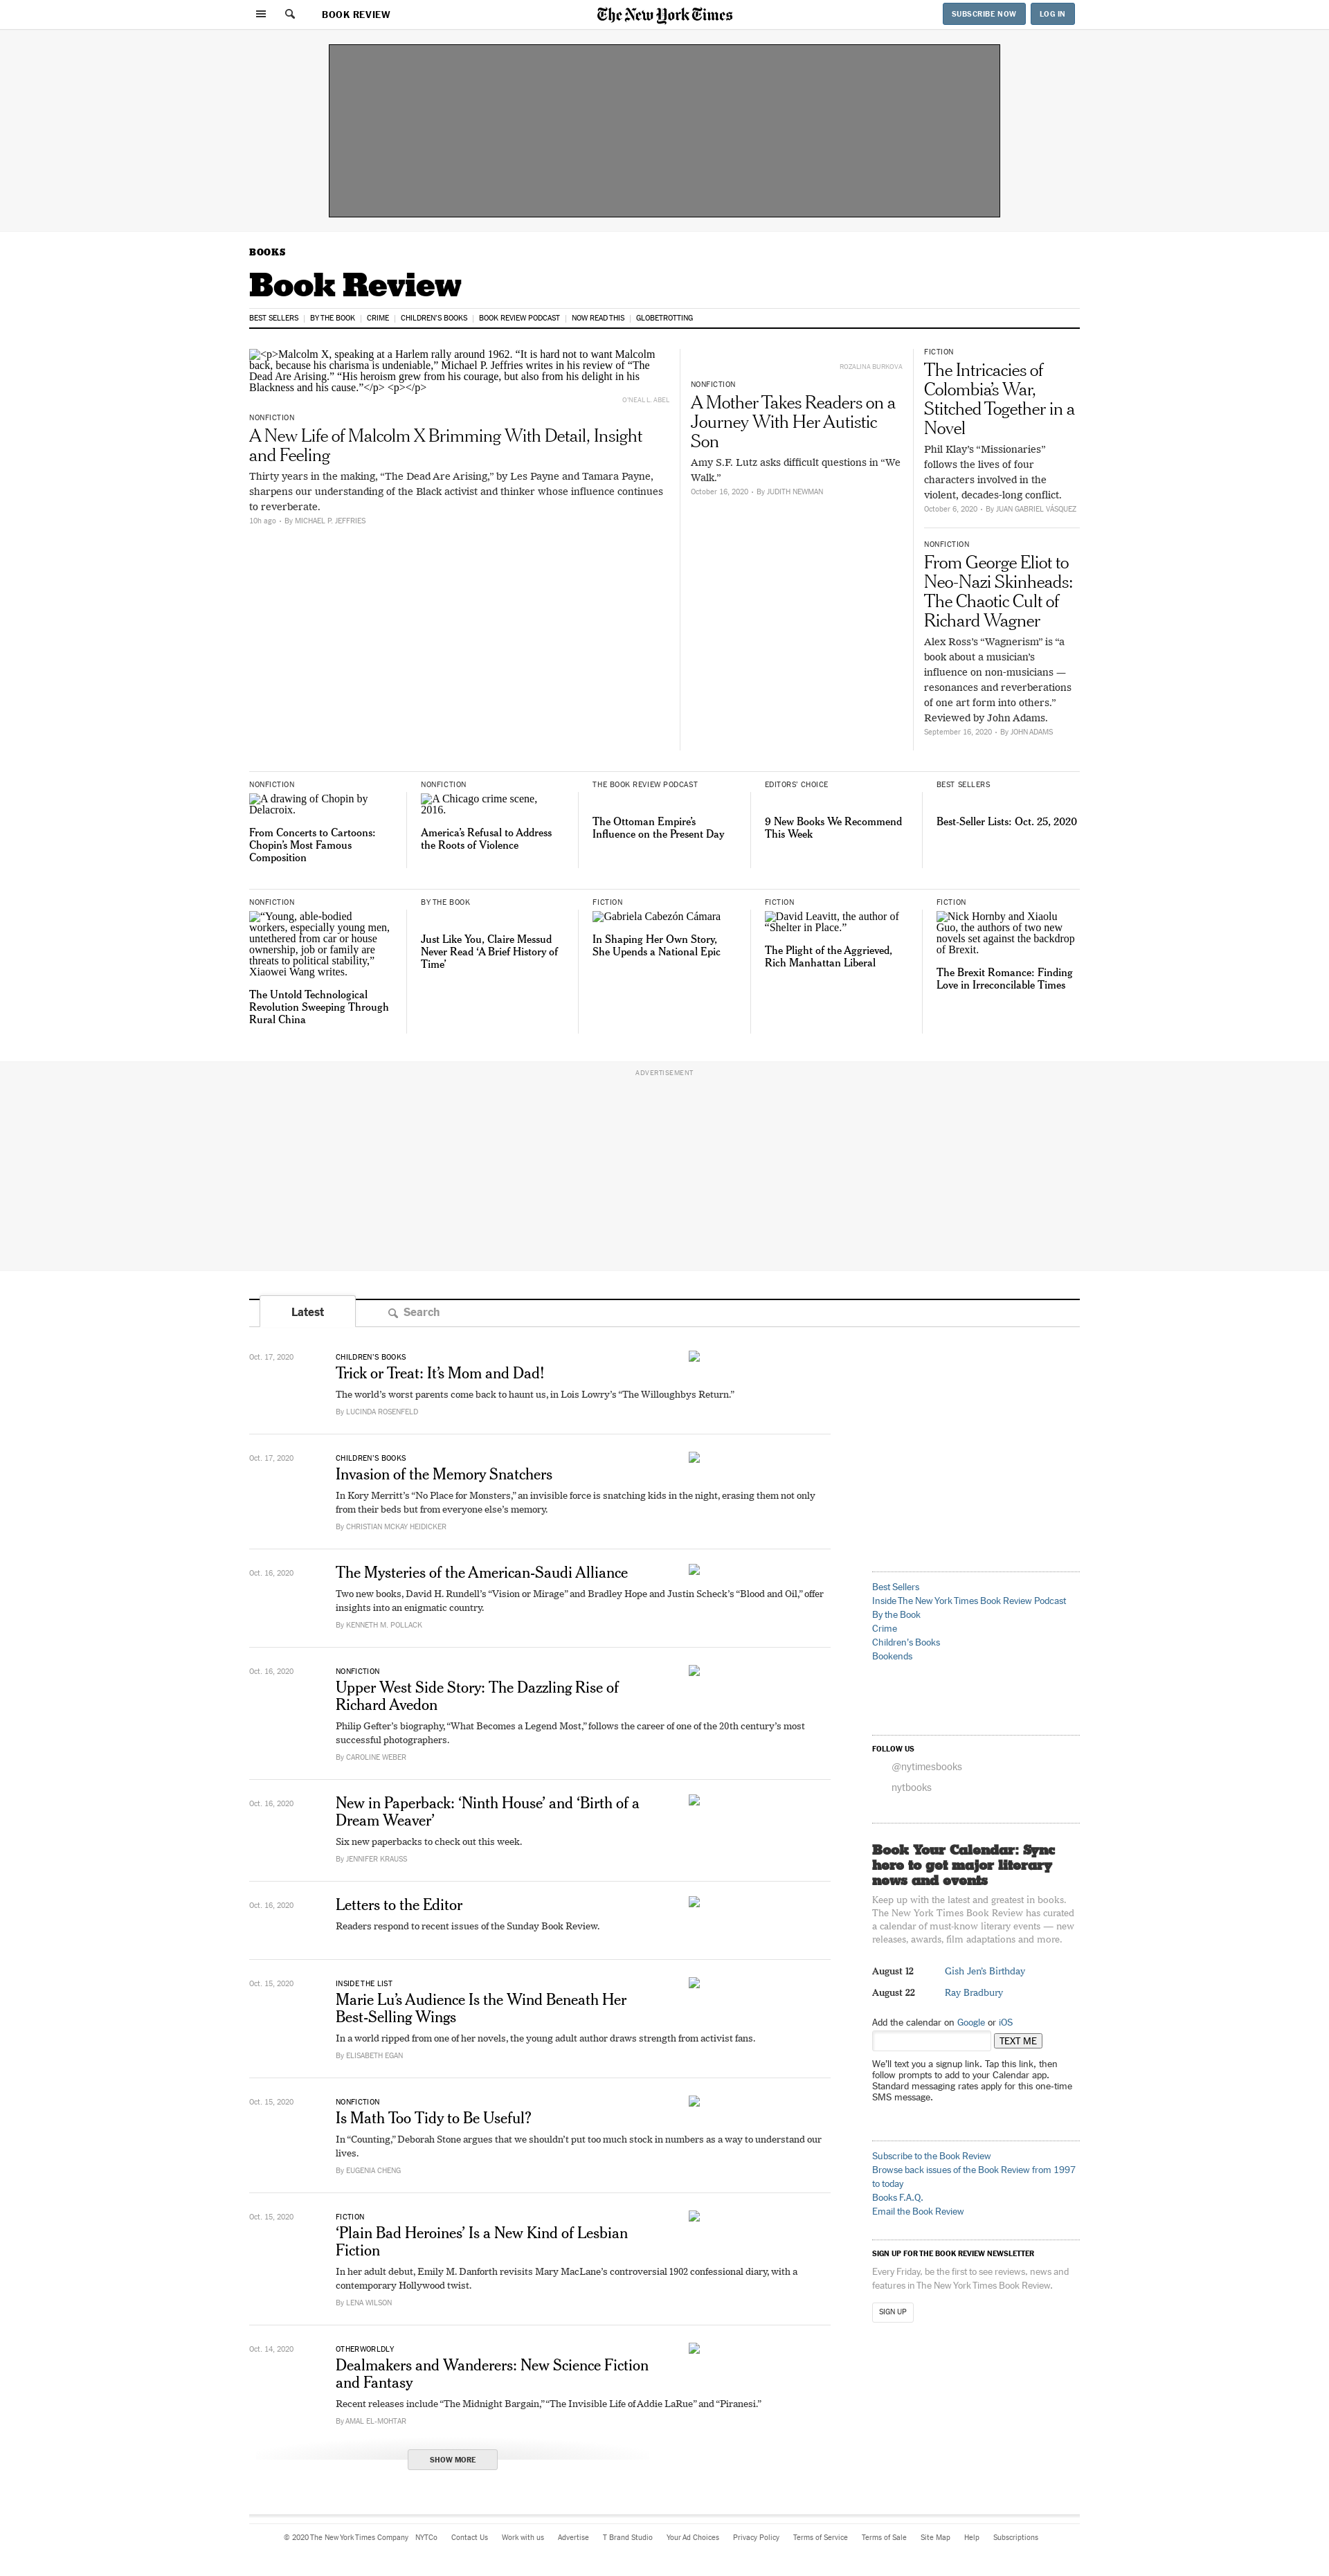 BOOK REVIEW
The New York Times
SUBSCRIBE NOW
LOG IN
BOOKS
Book Review
BEST SELLERS | BY THE BOOK | CRIME | CHILDREN'S BOOKS | BOOK REVIEW PODCAST | NOW READ THIS | GLOBETROTTING
<p>Malcolm X, speaking at a Harlem rally around 1962. “It is hard not to want Malcolm
back, because his charisma is undeniable,” Michael P. Jeffries writes in his review of “The
Dead Are Arising.” “His heroism grew from his courage, but also from his delight in his
Blackness and his cause.”</p> <p></p>
O'NEAL L. ABEL
NONFICTION
A New Life of Malcolm X Brimming With Detail, Insight
and Feeling
Thirty years in the making, “The Dead Are Arising,” by Les Payne and Tamara Payne,
sharpens our understanding of the Black activist and thinker whose influence continues
to reverberate.
10h ago • By MICHAEL P. JEFFRIES
ROZALINA BURKOVA
NONFICTION
A Mother Takes Readers on a
Journey With Her Autistic
Son
Amy S.F. Lutz asks difficult questions in “We
Walk.”
October 16, 2020 • By JUDITH NEWMAN
FICTION
The Intricacies of
Colombia’s War,
Stitched Together in a
Novel
Phil Klay’s “Missionaries”
follows the lives of four
characters involved in the
violent, decades-long conflict.
October 6, 2020 • By JUAN GABRIEL VÁSQUEZ
NONFICTION
From George Eliot to
Neo-Nazi Skinheads:
The Chaotic Cult of
Richard Wagner
Alex Ross’s “Wagnerism” is “a
book about a musician’s
influence on non-musicians —
resonances and reverberations
of one art form into others.”
Reviewed by John Adams.
September 16, 2020 • By JOHN ADAMS
NONFICTION
A drawing of Chopin by
Delacroix.
From Concerts to Cartoons:
Chopin’s Most Famous
Composition
NONFICTION
A Chicago crime scene,
2016.
America’s Refusal to Address
the Roots of Violence
THE BOOK REVIEW PODCAST
The Ottoman Empire’s
Influence on the Present Day
EDITORS’ CHOICE
9 New Books We Recommend
This Week
BEST SELLERS
Best-Seller Lists: Oct. 25, 2020
NONFICTION
“Young, able-bodied
workers, especially young men,
untethered from car or house
ownership, job or family are
threats to political stability,”
Xiaowei Wang writes.
The Untold Technological
Revolution Sweeping Through
Rural China
BY THE BOOK
Just Like You, Claire Messud
Never Read ‘A Brief History of
Time’
FICTION
Gabriela Cabezón Cámara
In Shaping Her Own Story,
She Upends a National Epic
FICTION
David Leavitt, the author of
“Shelter in Place.”
The Plight of the Aggrieved,
Rich Manhattan Liberal
FICTION
Nick Hornby and Xiaolu
Guo, the authors of two new
novels set against the backdrop
of Brexit.
The Brexit Romance: Finding
Love in Irreconcilable Times
ADVERTISEMENT
Latest
Search
Oct. 17, 2020
CHILDREN’S BOOKS
Trick or Treat: It’s Mom and Dad!
The world’s worst parents come back to haunt us, in Lois Lowry’s “The Willoughbys Return.”
By LUCINDA ROSENFELD
Oct. 17, 2020
CHILDREN’S BOOKS
Invasion of the Memory Snatchers
In Kory Merritt’s “No Place for Monsters,” an invisible force is snatching kids in the night, erasing them not only
from their beds but from everyone else’s memory.
By CHRISTIAN MCKAY HEIDICKER
Oct. 16, 2020
The Mysteries of the American-Saudi Alliance
Two new books, David H. Rundell’s “Vision or Mirage” and Bradley Hope and Justin Scheck’s “Blood and Oil,” offer
insights into an enigmatic country.
By KENNETH M. POLLACK
Oct. 16, 2020
NONFICTION
Upper West Side Story: The Dazzling Rise of
Richard Avedon
Philip Gefter’s biography, “What Becomes a Legend Most,” follows the career of one of the 20th century’s most
successful photographers.
By CAROLINE WEBER
Oct. 16, 2020
New in Paperback: ‘Ninth House’ and ‘Birth of a
Dream Weaver’
Six new paperbacks to check out this week.
By JENNIFER KRAUSS
Oct. 16, 2020
Letters to the Editor
Readers respond to recent issues of the Sunday Book Review.
Oct. 15, 2020
INSIDE THE LIST
Marie Lu’s Audience Is the Wind Beneath Her
Best-Selling Wings
In a world ripped from one of her novels, the young adult author draws strength from activist fans.
By ELISABETH EGAN
Oct. 15, 2020
NONFICTION
Is Math Too Tidy to Be Useful?
In “Counting,” Deborah Stone argues that we shouldn’t put too much stock in numbers as a way to understand our
lives.
By EUGENIA CHENG
Oct. 15, 2020
FICTION
‘Plain Bad Heroines’ Is a New Kind of Lesbian
Fiction
In her adult debut, Emily M. Danforth revisits Mary MacLane’s controversial 1902 confessional diary, with a
contemporary Hollywood twist.
By LENA WILSON
Oct. 14, 2020
OTHERWORLDLY
Dealmakers and Wanderers: New Science Fiction
and Fantasy
Recent releases include “The Midnight Bargain,” “The Invisible Life of Addie LaRue” and “Piranesi.”
By AMAL EL-MOHTAR
SHOW MORE
Best Sellers
Inside The New York Times Book Review Podcast
By the Book
Crime
Children’s Books
Bookends
FOLLOW US
@nytimesbooks
nytbooks
Book Your Calendar: Sync
here to get major literary
news and events
Keep up with the latest and greatest in books.
The New York Times Book Review has curated
a calendar of must-know literary events — new
releases, awards, film adaptations and more.
August 12 Gish Jen’s Birthday
August 22 Ray Bradbury
Add the calendar on Google or iOS
TEXT ME
We’ll text you a signup link. Tap this link, then
follow prompts to add to your Calendar app.
Standard messaging rates apply for this one-time
SMS message.
Subscribe to the Book Review
Browse back issues of the Book Review from 1997
to today
Books F.A.Q.
Email the Book Review
SIGN UP FOR THE BOOK REVIEW NEWSLETTER
Every Friday, be the first to see reviews, news and
features in The New York Times Book Review.
SIGN UP
© 2020 The New York Times Company NYTCo Contact Us Work with us Advertise T Brand Studio Your Ad Choices Privacy Policy Terms of Service Terms of Sale Site Map Help Subscriptions